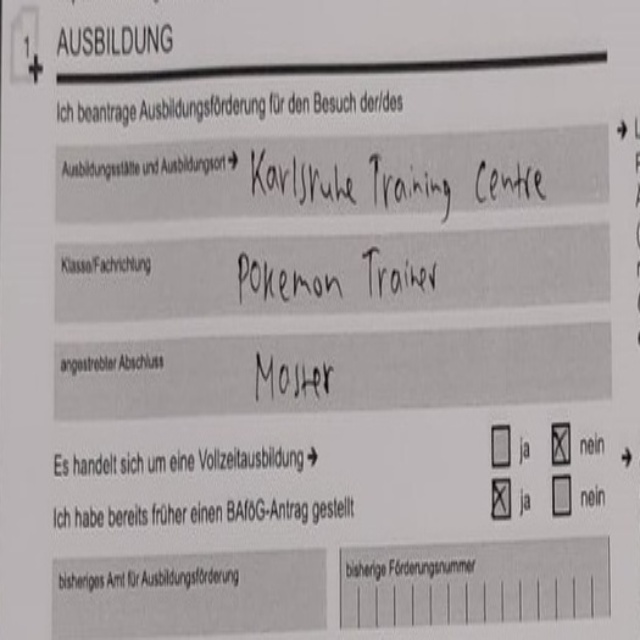 1
AUSBILDUNG
Ich beantrage Ausbildungsförderung für den Besuch der/des
Ausbildungsstätte und Ausbildungsort → Karlsruhe Training Centre
Klasse/Fachrichtung Pokemon Trainer
angestrebter Abschluss Master
Es handelt sich um eine Vollzeitausbildung → ja X nein
Ich habe bereits früher einen BAföG-Antrag gestellt X ja nein
bisheriges Amt für Ausbildungsförderung bisherige Förderungsnummer